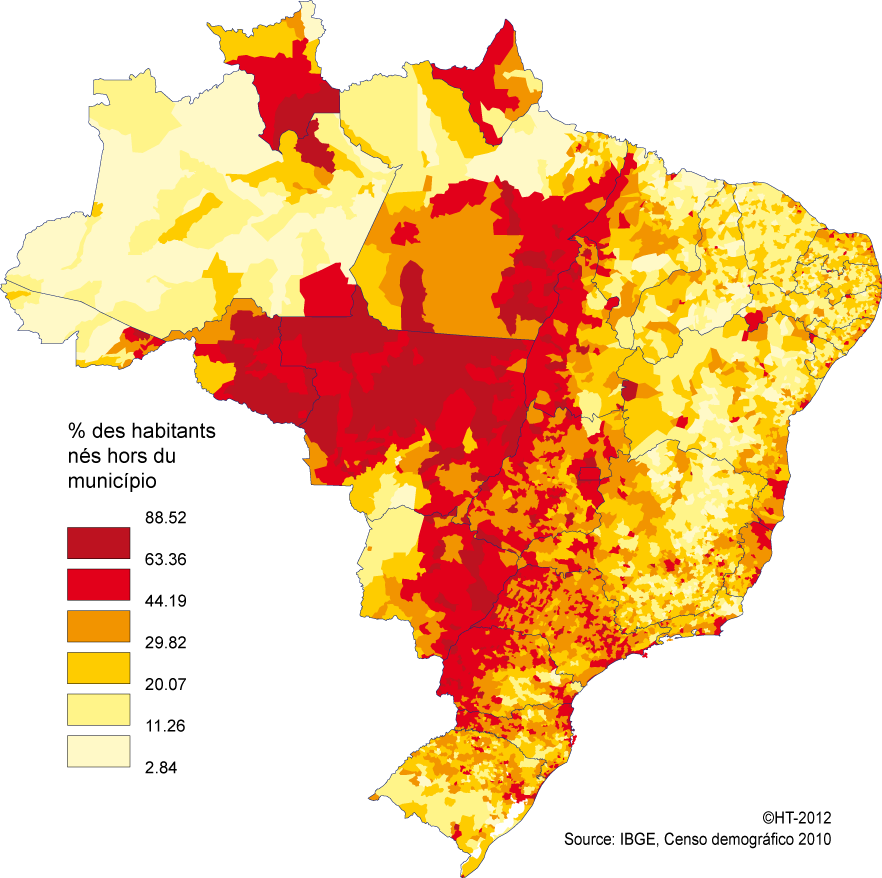 % des habitants
nés hors du
município
88.52
63.36
44.19
29.82
20.07
11.26
2.84
©HT-2012
Source: IBGE, Censo demográfico 2010